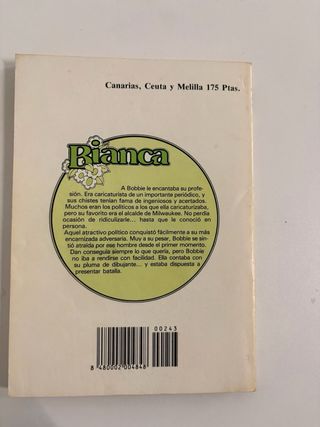 Canarias, Ceuta y Melilla 175 Ptas.
Bianca
A Bobbie le encantaba su profe-
sión. Era caricaturista de un importante periódico, y
sus chistes tenían fama de ingeniosos y acertados.
Muchos eran los políticos a los que ella caricaturizaba,
pero su favorito era el alcalde de Milwaukee. No perdía
ocasión de ridiculizarle... hasta que le conoció en
persona.
Aquel atractivo político conquistó fácilmente a su más
encarnizada adversaria. Muy a su pesar, Bobbie se sin-
tió atraída por ese hombre desde el primer momento.
Dan conseguía siempre lo que quería, pero Bobbie
no iba a rendirse con facilidad. Ella contaba con
su pluma de dibujante... y estaba dispuesta a
presentar batalla.
00243
8 480002 004848